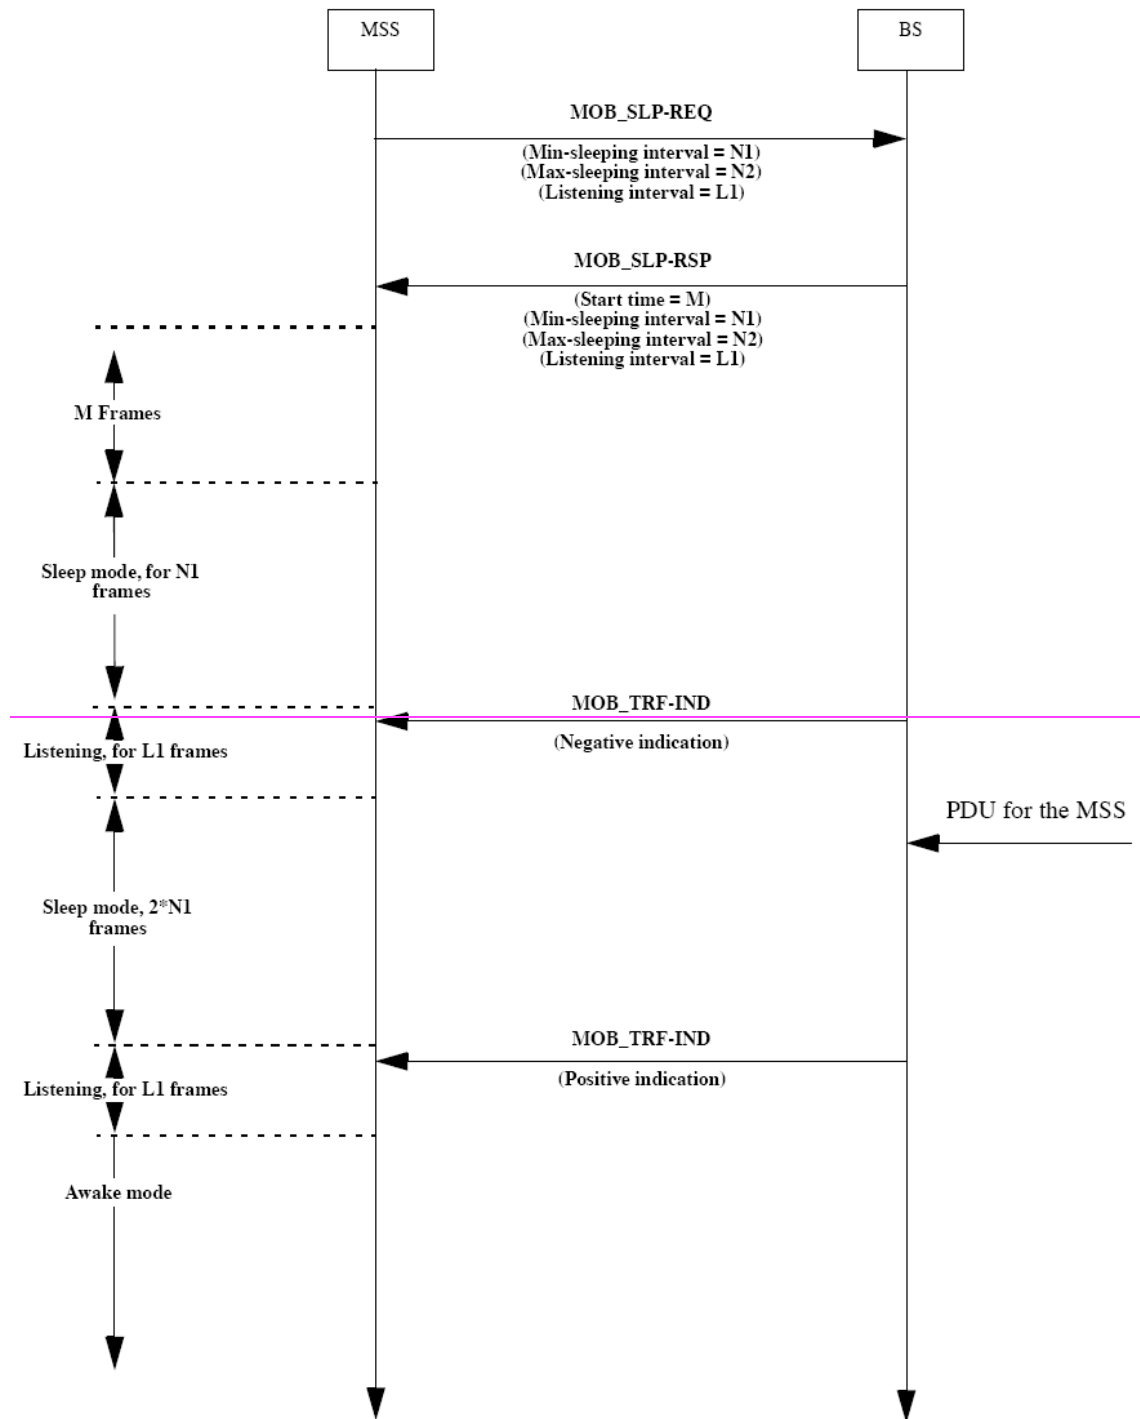 MSS
BS
MOB_SLP-REQ
(Min-sleeping interval = N1)
(Max-sleeping interval = N2)
(Listening interval = L1)
MOB_SLP-RSP
(Start time = M)
(Min-sleeping interval = N1)
(Max-sleeping interval = N2)
(Listening interval = L1)
M Frames
Sleep mode, for N1
frames
MOB_TRF-IND
(Negative indication)
Listening, for L1 frames
PDU for the MSS
Sleep mode, 2*N1
frames
MOB_TRF-IND
(Positive indication)
Listening, for L1 frames
Awake mode